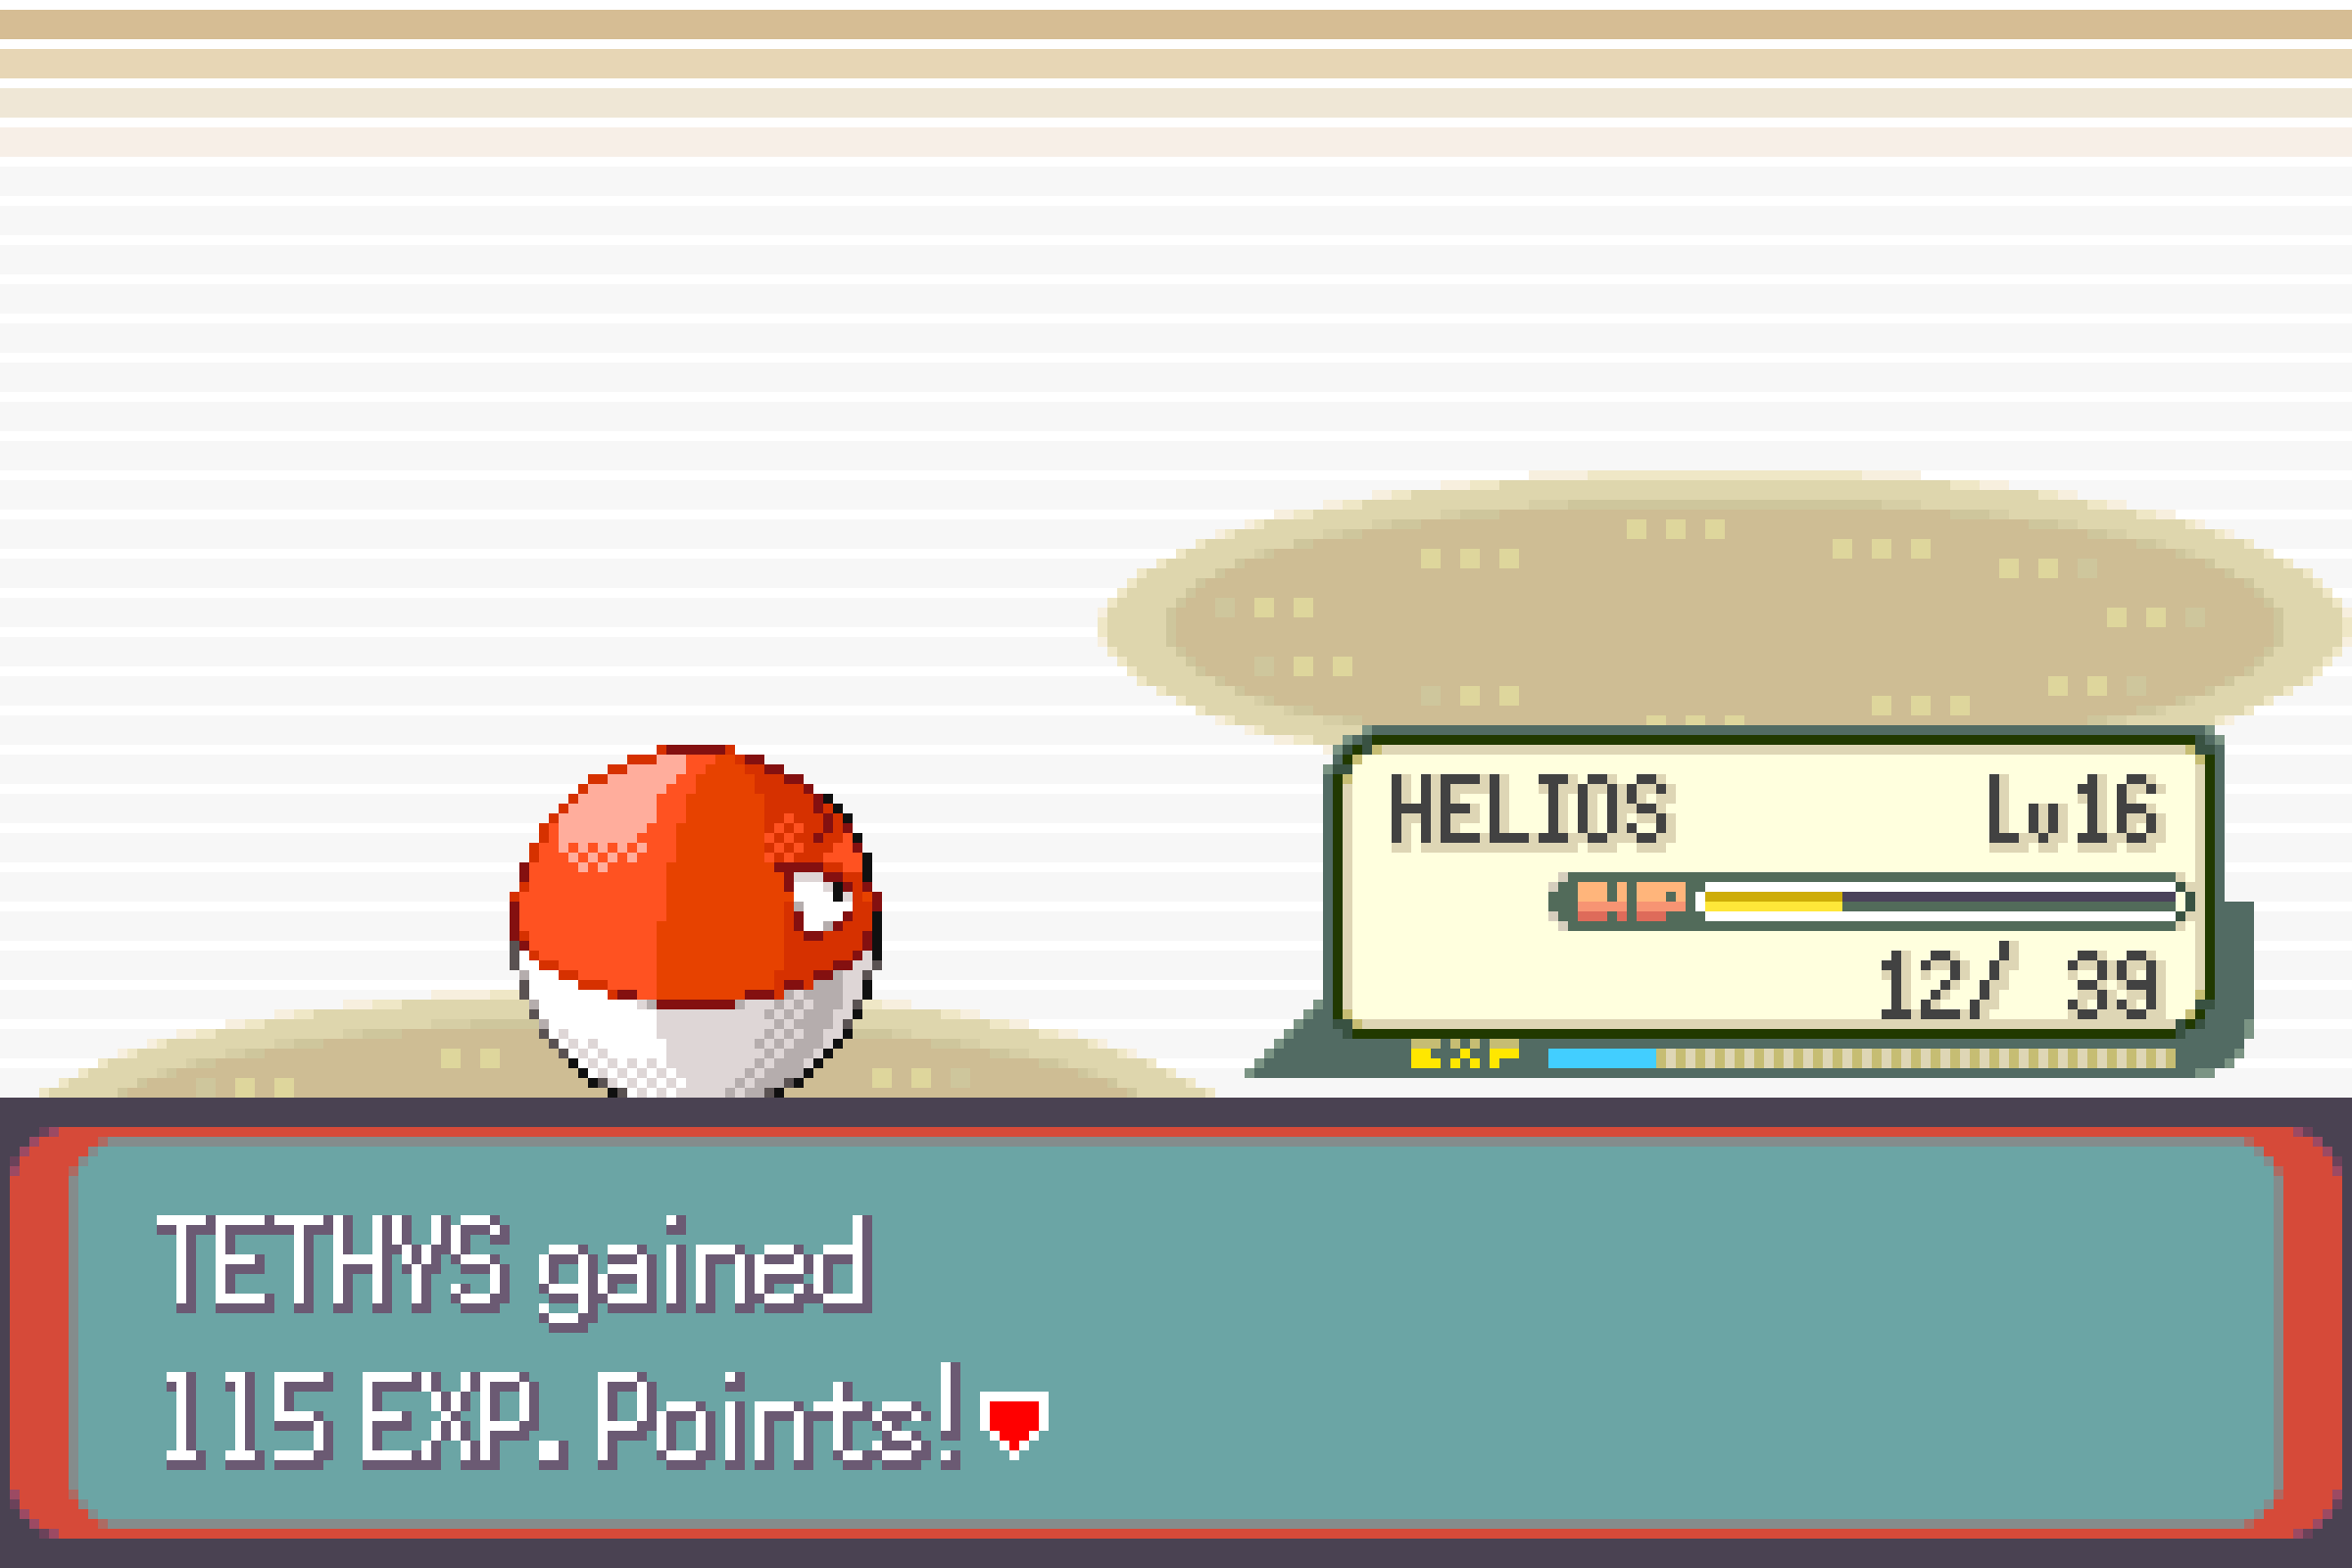 HELIOS Lv16
HP
12/ 39
EXP
TETHYS gained
115 EXP. Points!